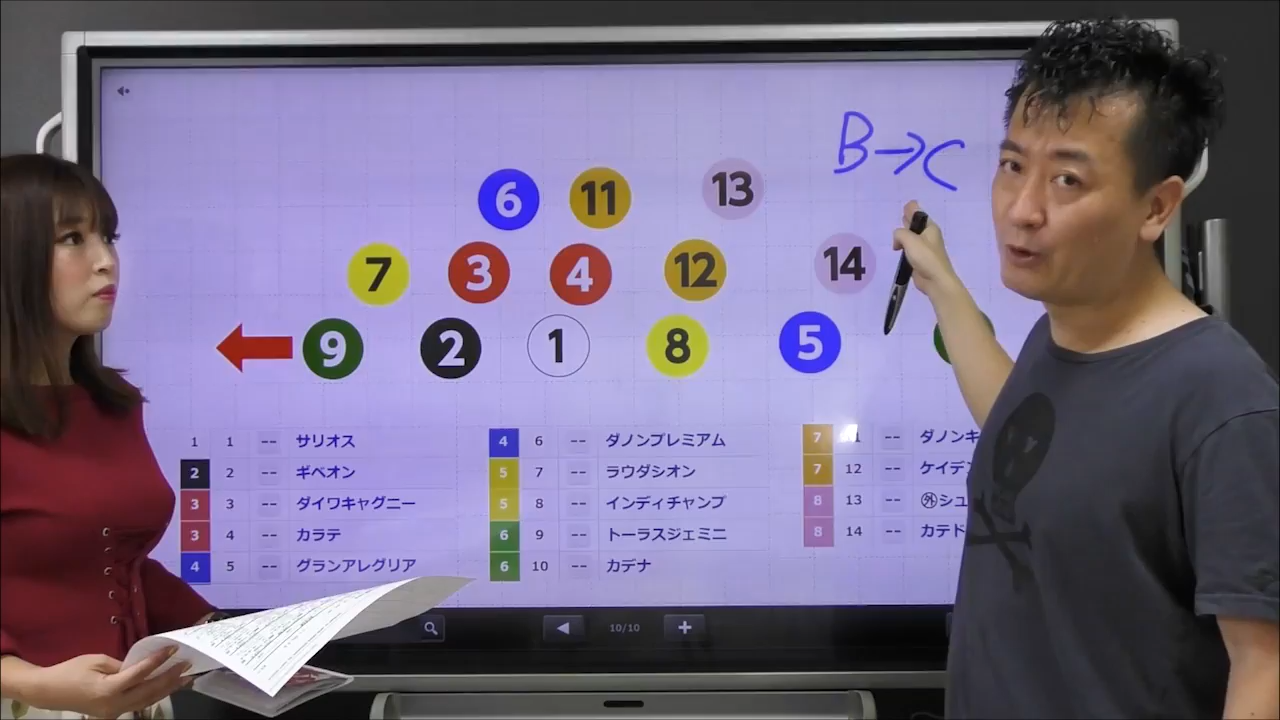 B→C
6 11 13
7 3 4 12 14
9 2 1 8 5
1 1 -- サリオス
2 2 -- ギベオン
3 3 -- ダイワキャグニー
3 4 -- カラテ
4 5 -- グランアレグリア
4 6 -- ダノンプレミアム
5 7 -- ラウダシオン
5 8 -- インディチャンプ
6 9 -- トーラスジェミニ
6 10 -- カデナ
7 -- ダノンキ
7 12 -- ケイデ
8 13 -- 外シュ
8 14 -- カテド
10/10